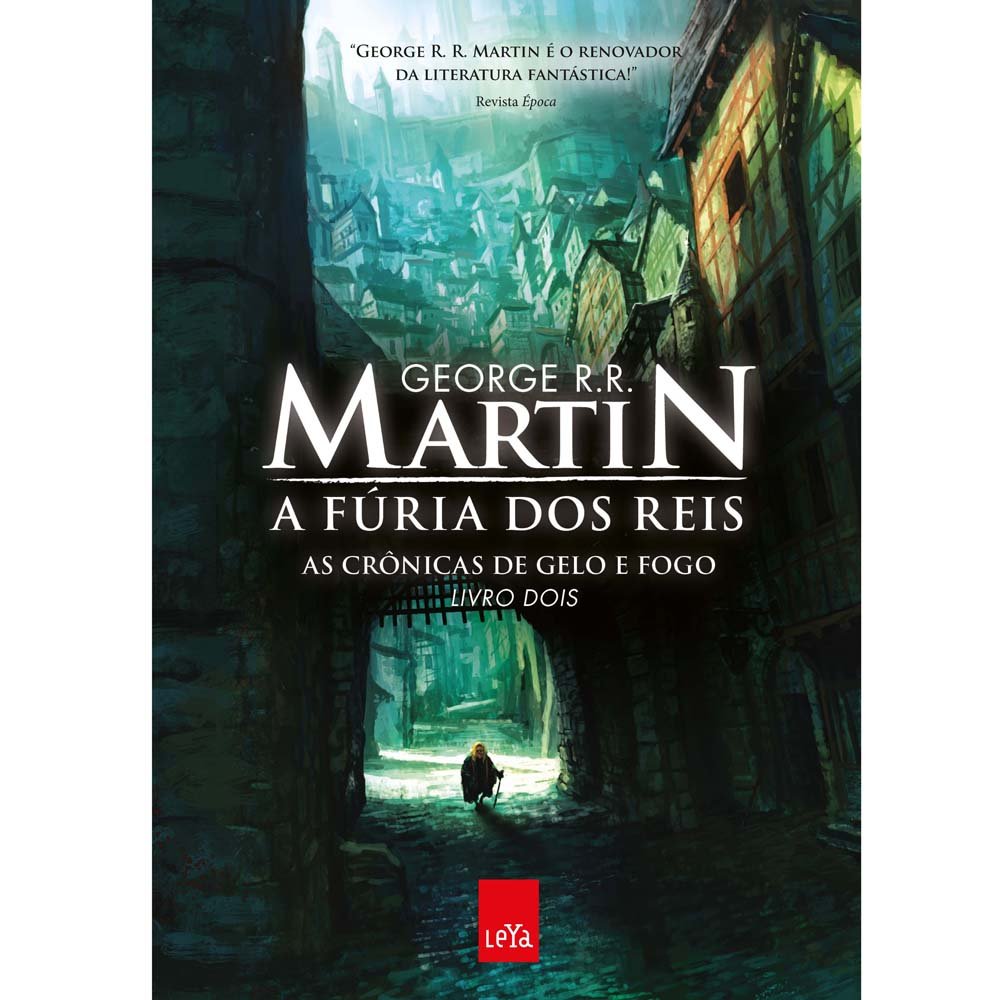 “GEORGE R. R. MARTIN É O RENOVADOR
DA LITERATURA FANTÁSTICA!”
Revista Época
GEORGE R.R.
MARTIN
A FÚRIA DOS REIS
AS CRÔNICAS DE GELO E FOGO
LIVRO DOIS
LeYa